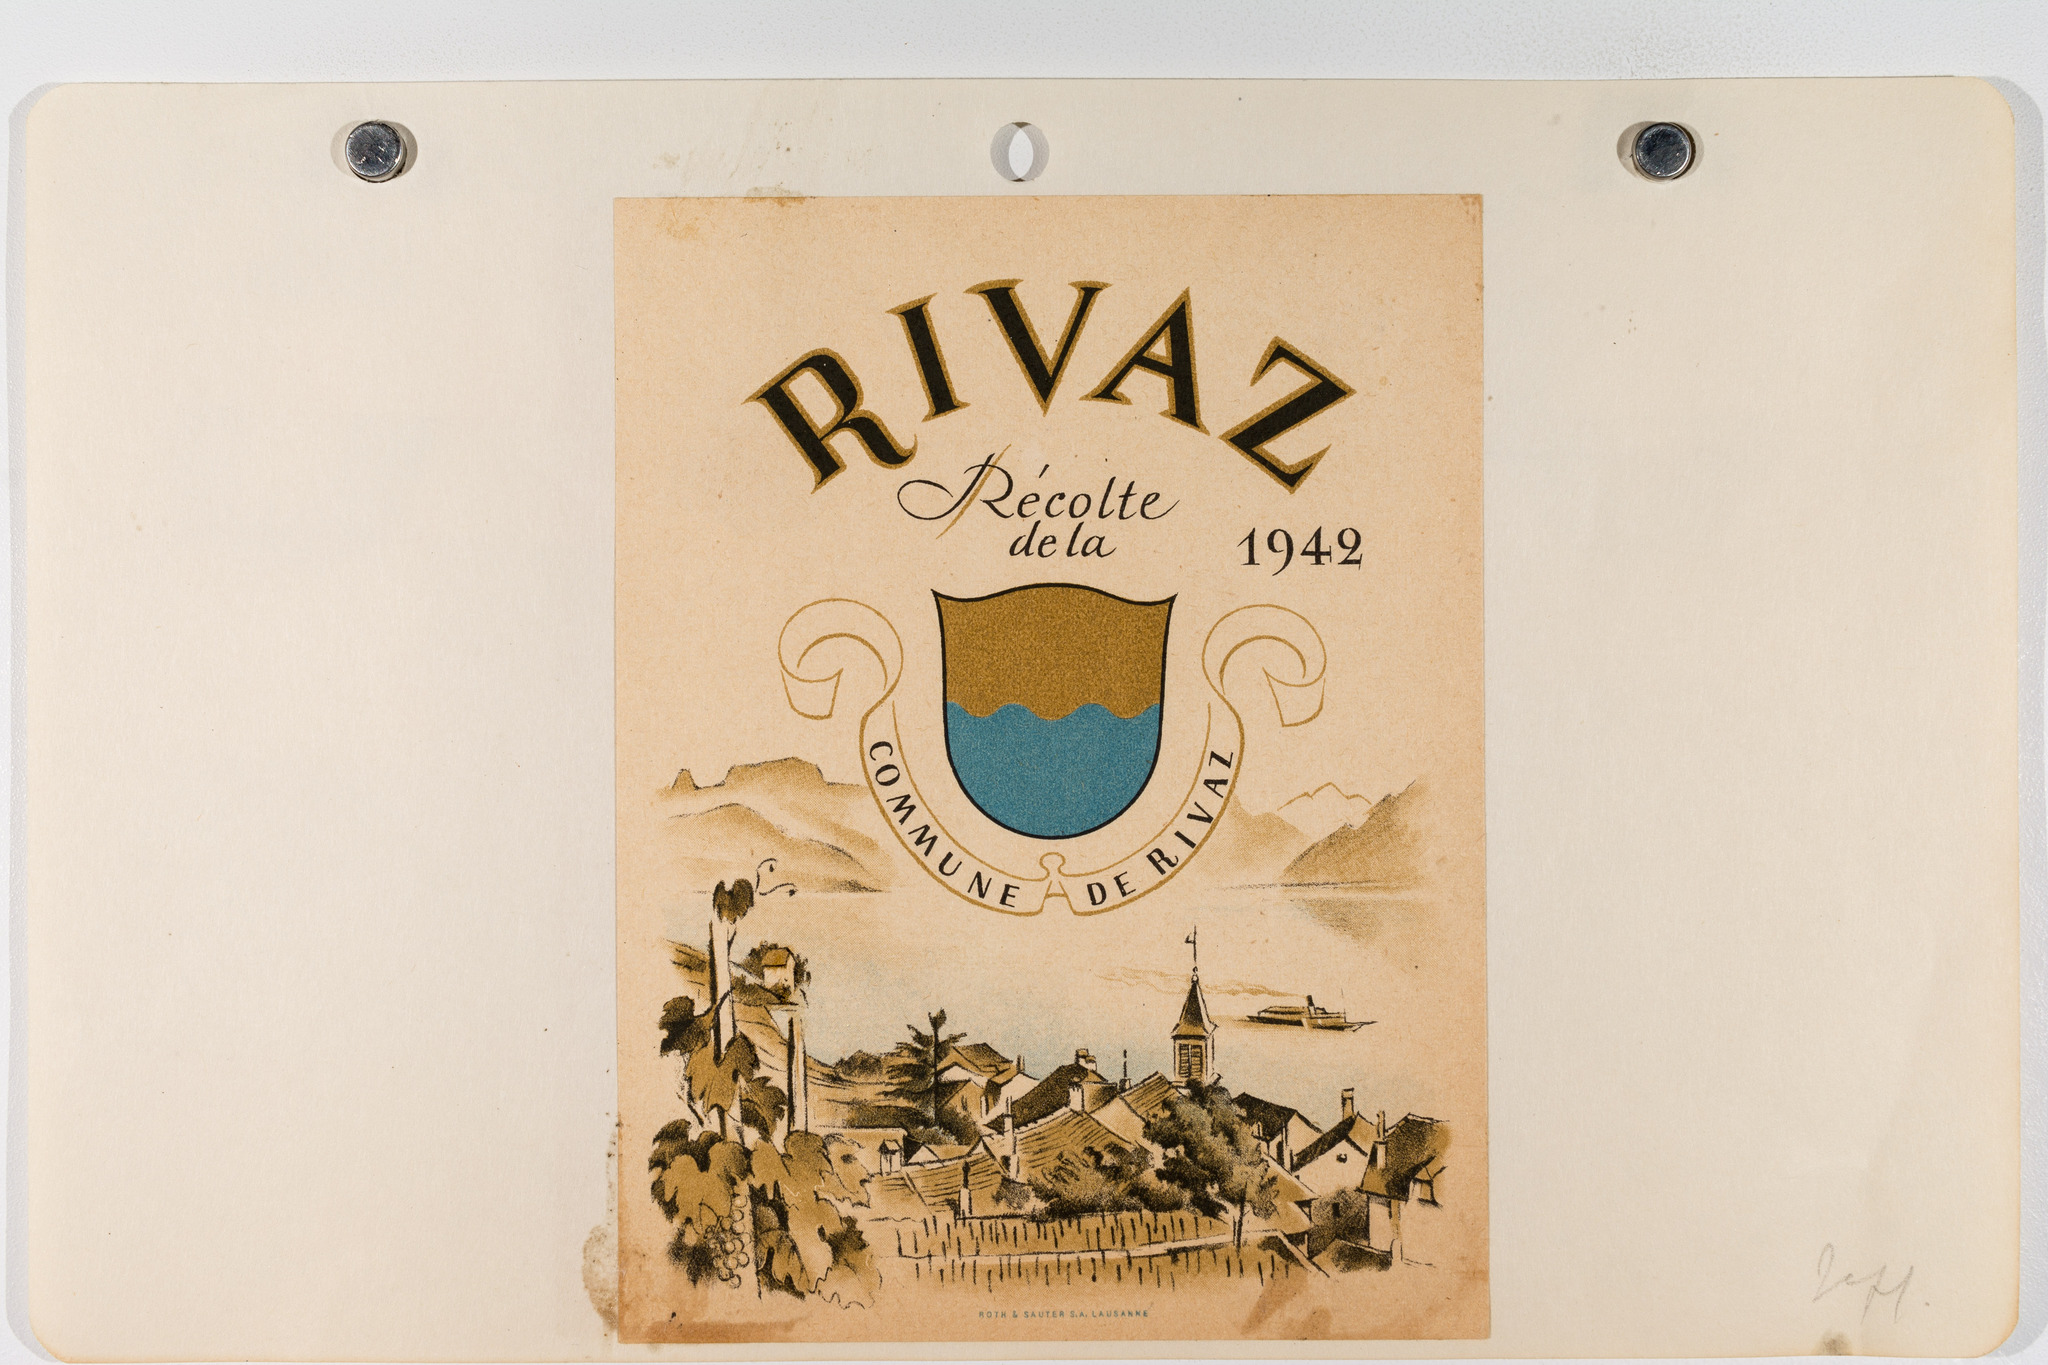 RIVAZ
Récolte
de la
1942
COMMUNE DE RIVAZ
ROTH & SAUTER S.A. LAUSANNE